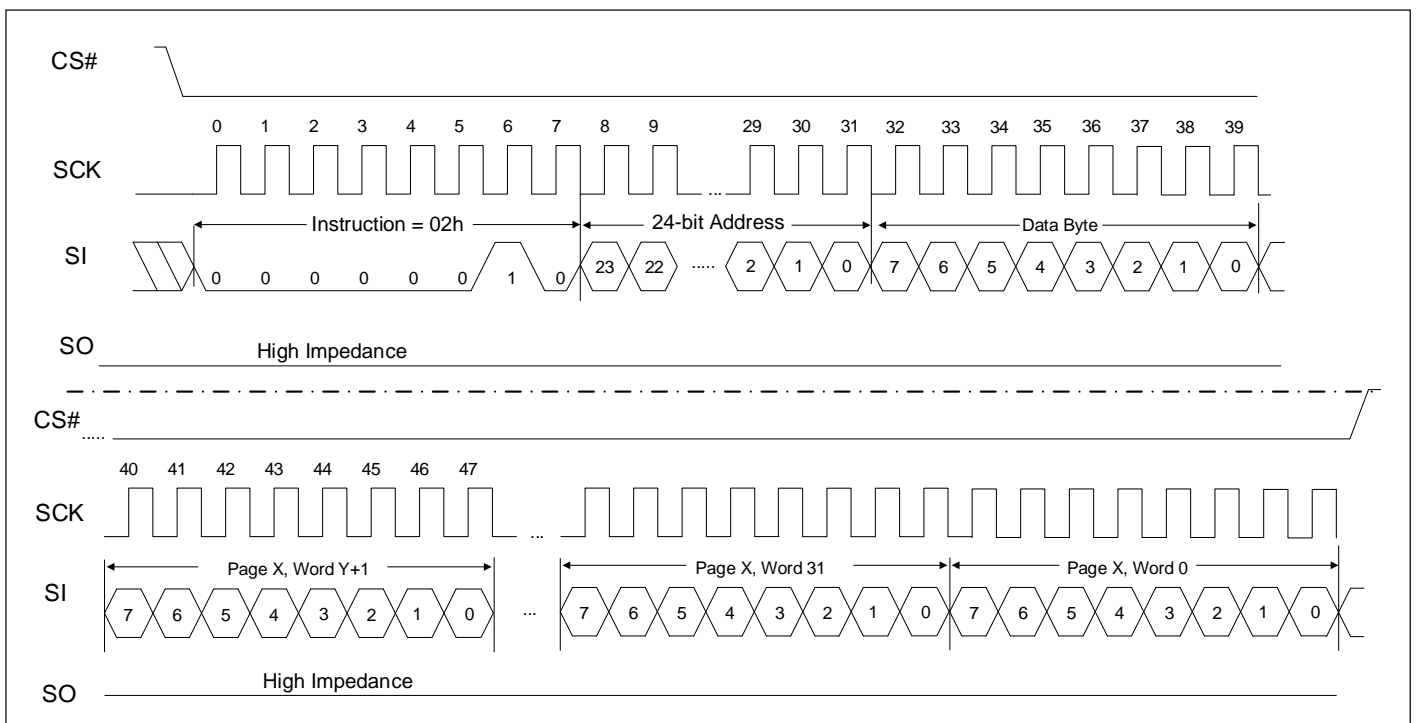 CS#
0 1 2 3 4 5 6 7 8 9 29 30 31 32 33 34 35 36 37 38 39
SCK ...
Instruction = 02h 24-bit Address Data Byte
SI 0 0 0 0 0 0 1 0 23 22 ..... 2 1 0 7 6 5 4 3 2 1 0
SO High Impedance
CS# .....
40 41 42 43 44 45 46 47
SCK ...
Page X, Word Y+1 Page X, Word 31 Page X, Word 0
SI 7 6 5 4 3 2 1 0 ... 7 6 5 4 3 2 1 0 7 6 5 4 3 2 1 0
SO High Impedance